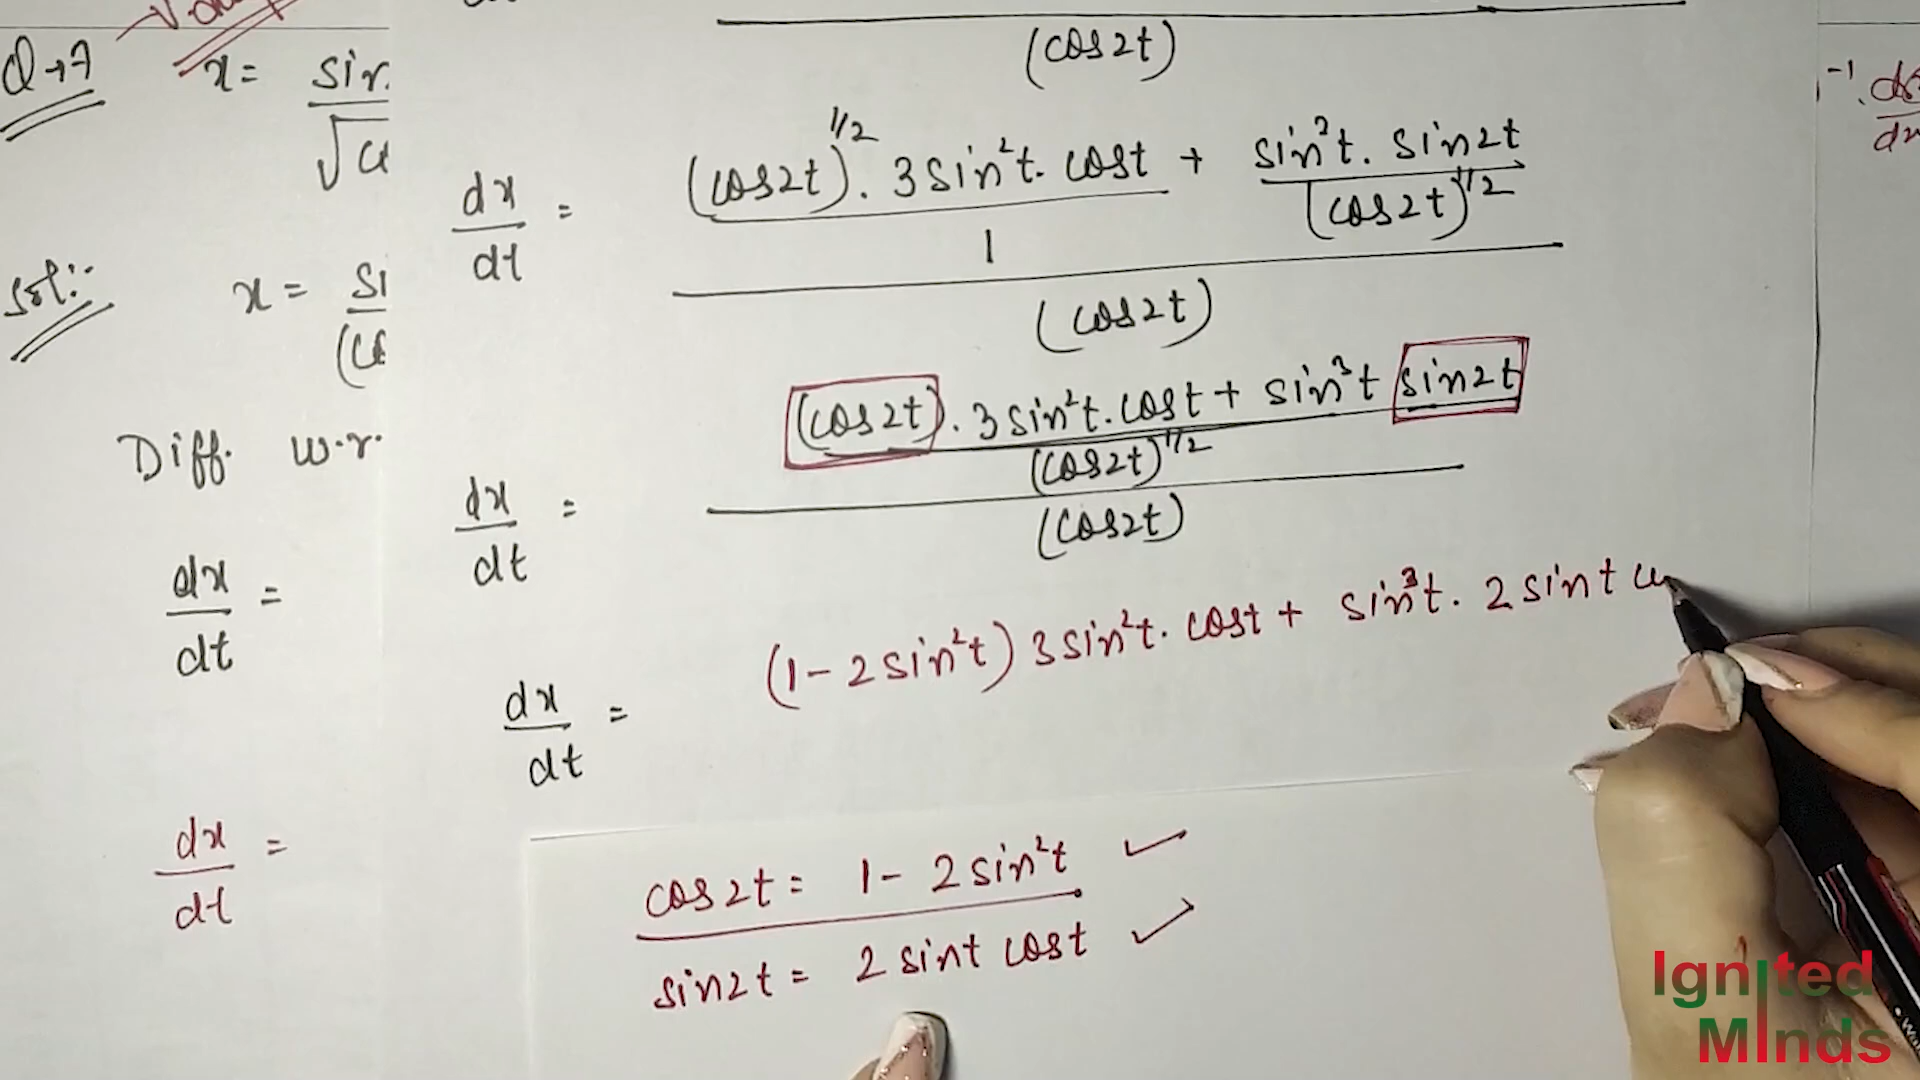 (cos2t)
Q→7 x = sin
√
dx/dt = ((cos2t)^1/2 . 3sin²t. cost / 1 + sin³t. sin2t / (cos2t)^1/2) / (cos2t)
Sol:- x = si
dx/dt = ((cos2t) . 3sin²t. cost + sin³t sin2t / (cos2t)^1/2) / (cos2t)
Diff. w.r.
dx/dt =
dx/dt = (1 - 2sin²t) 3sin²t. cost + sin³t. 2sint
dx/dt =
cos2t = 1 - 2sin²t ✓
sin2t = 2sint cost ✓
Ignited
Minds